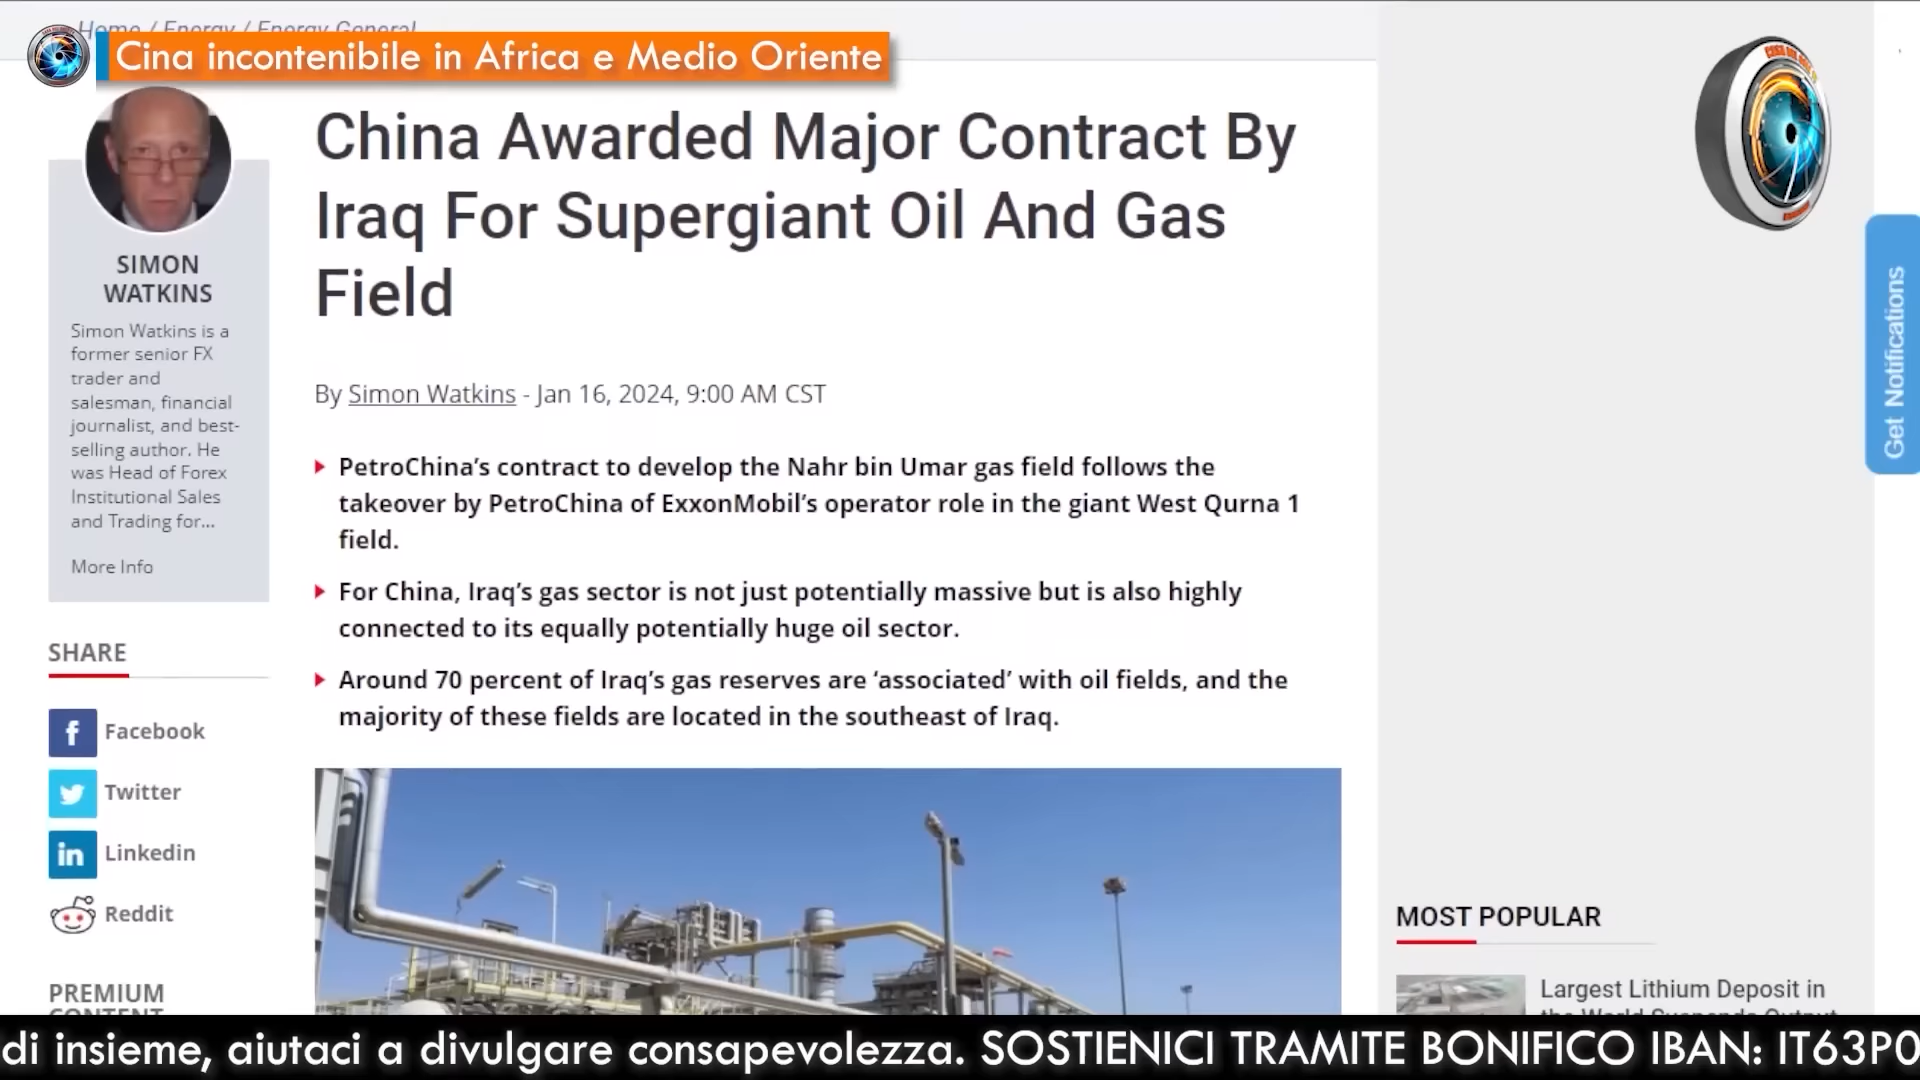 Home / Energy / Energy-General
Cina incontenibile in Africa e Medio Oriente
China Awarded Major Contract By
Iraq For Supergiant Oil And Gas
Field
By Simon Watkins - Jan 16, 2024, 9:00 AM CST
SIMON
WATKINS
Simon Watkins is a
former senior FX
trader and
salesman, financial
journalist, and best-
selling author. He
was Head of Forex
Institutional Sales
and Trading for...
More Info
SHARE
Facebook
Twitter
Linkedin
Reddit
PREMIUM
CONTENT
PetroChina’s contract to develop the Nahr bin Umar gas field follows the
takeover by PetroChina of ExxonMobil’s operator role in the giant West Qurna 1
field.
For China, Iraq’s gas sector is not just potentially massive but is also highly
connected to its equally potentially huge oil sector.
Around 70 percent of Iraq’s gas reserves are ‘associated’ with oil fields, and the
majority of these fields are located in the southeast of Iraq.
Get Notifications
MOST POPULAR
Largest Lithium Deposit in
the World Suspends Output
di insieme, aiutaci a divulgare consapevolezza. SOSTIENICI TRAMITE BONIFICO IBAN: IT63P0